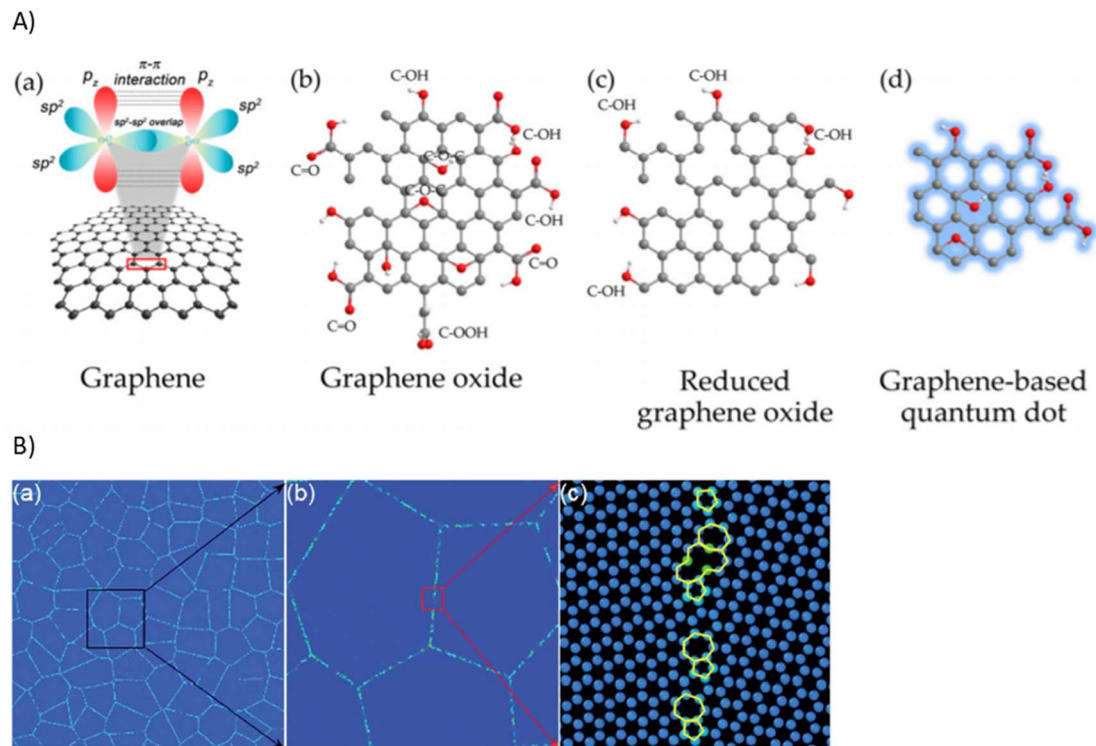 A)
(a)
π-π
interaction
pz
pz
sp²
sp²
sp²-sp² overlap
sp²
sp²
Graphene
(b)
C-OH
C-OH
C-O-C
C=O
C-O-C
C-OH
C=O
C=O
C-OOH
Graphene oxide
(c)
C-OH
C-OH
C-OH
C-OH
Reduced
graphene oxide
(d)
Graphene-based
quantum dot
B)
(a)
(b)
(c)